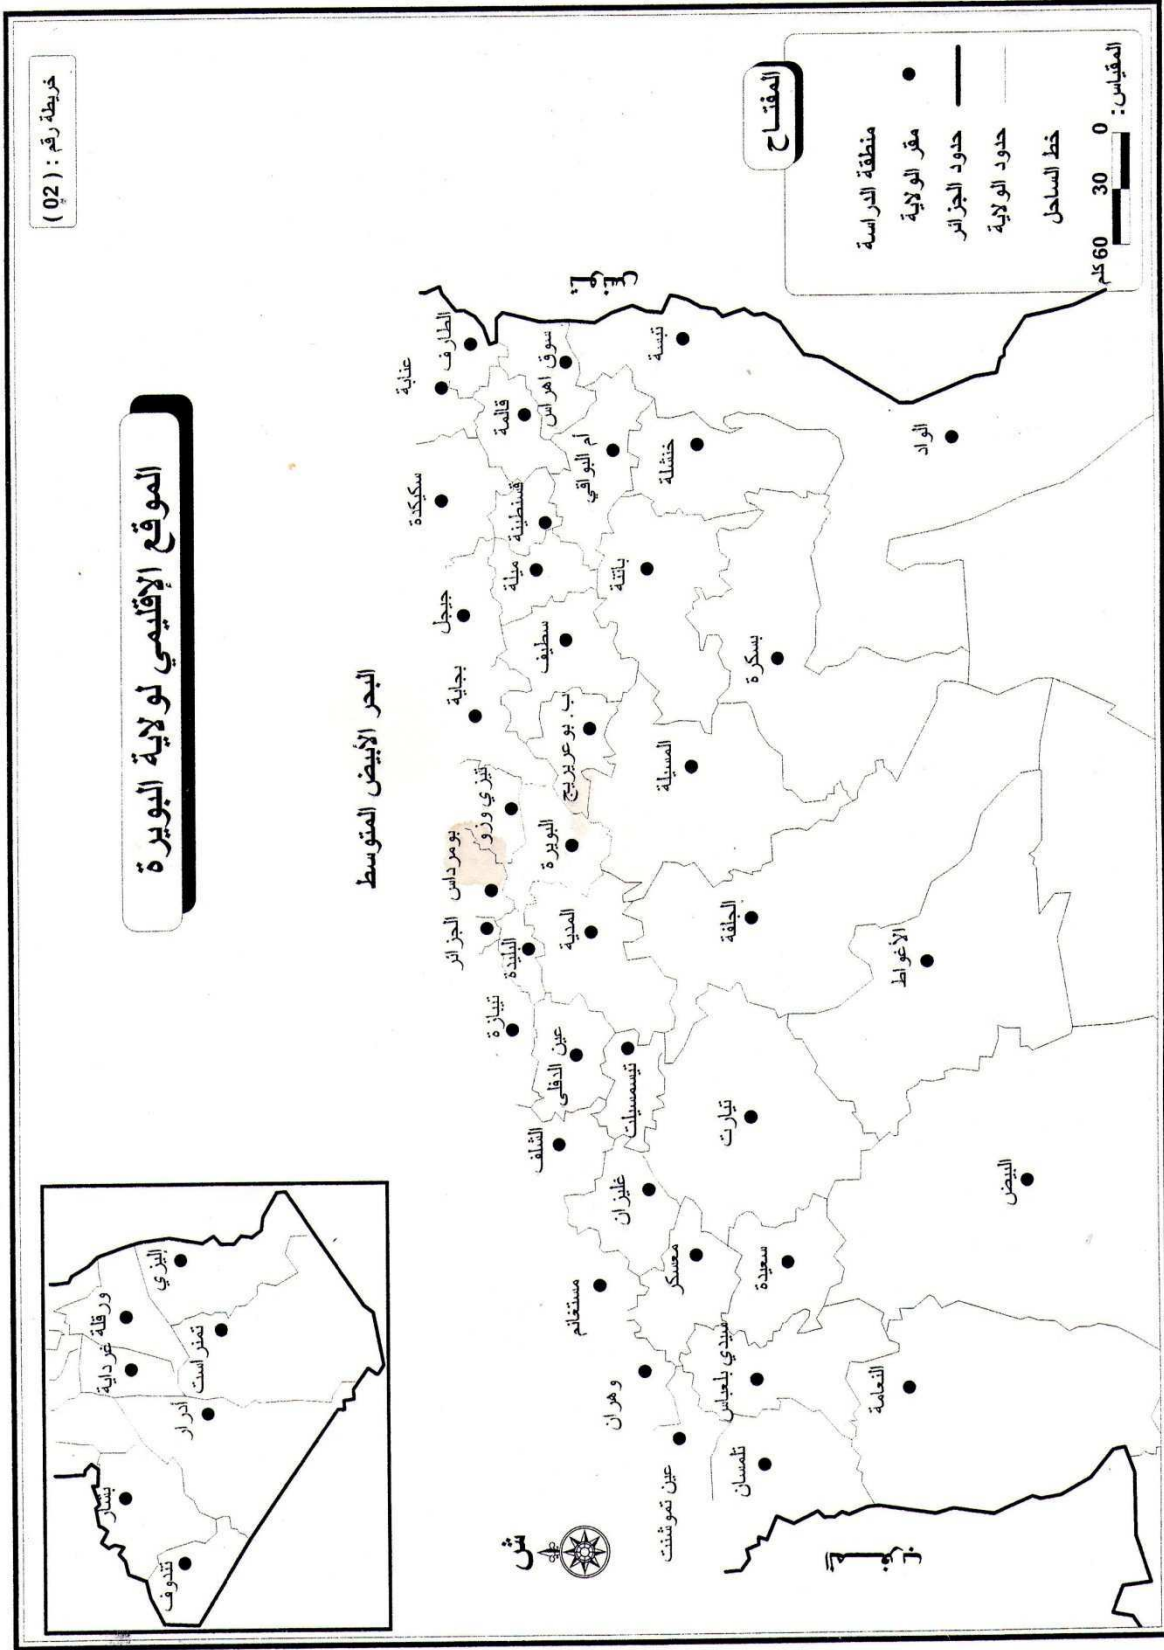 خريطة رقم : ( 02 )
الموقع الإقليمي لولاية البويرة
البحر الأبيض المتوسط
عنابة
الطارف
سكيكدة
قالمة
سوق اهراس
جيجل
قسنطينة
ميلة
أم البواقي
تبسة
بجاية
سطيف
باتنة
خنشلة
تيزي وزو
ب. بوعريريج
بومرداس
البويرة
المسيلة
بسكرة
الواد
الجزائر
البليدة
المدية
الجلفة
الأغواط
تيبازة
عين الدفلى
تيسمسيلت
الشلف
تيارت
غليزان
البيض
مستغانم
معسكر
سعيدة
وهران
سيدي بلعباس
النعامة
عين تموشنت
تلمسان
ش
إليزي
ورقلة
غرداية
تمنراست
أدرار
بشار
تندوف
المفتاح
منطقة الدراسة
مقر الولاية
حدود الجزائر
حدود الولاية
خط الساحل
المقياس :
0 30 60 كلم